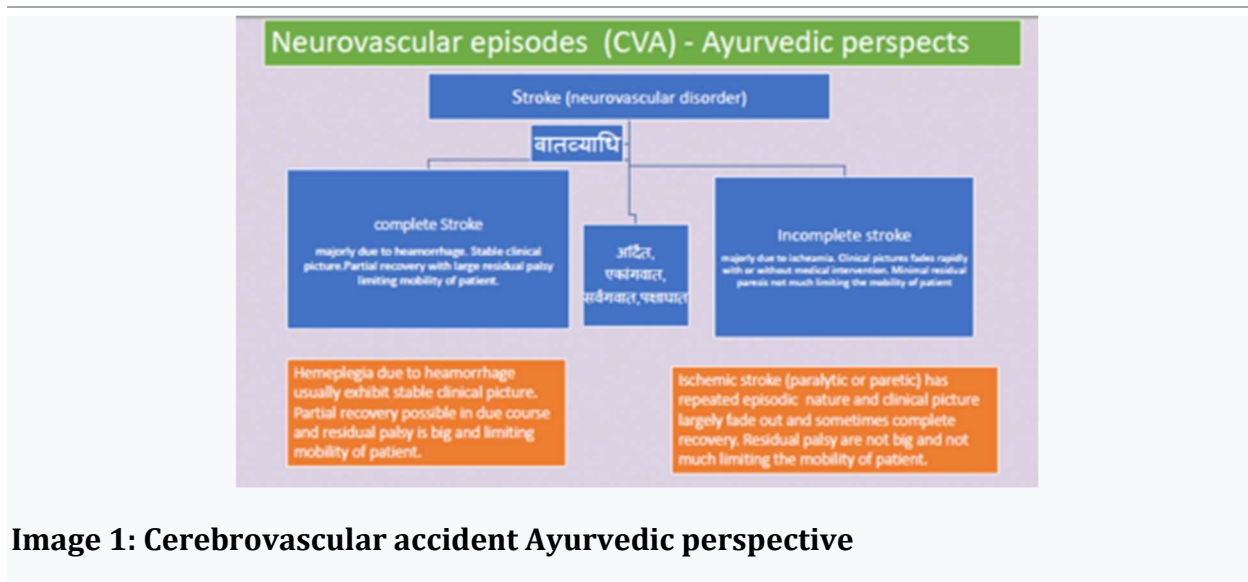 Neurovascular episodes (CVA) - Ayurvedic perspects
Stroke (neurovascular disorder)
वातव्याधि
complete Stroke
majorly due to heamorrhage. Stable clinical
picture.Partial recovery with large residual palsy
limiting mobility of patient.
अर्दित,
एकांगवात,
सर्वंगवात,पक्षाघात
Incomplete stroke
majorly due to ischeamia. Clinical pictures fades rapidly
with or without medical intervention. Minimal residual
paresis not much limiting the mobility of patient
Hemeplegia due to heamorrhage
usually exhibit stable clinical picture.
Partial recovery possible in due course
and residual palsy is big and limiting
mobility of patient.
Ischemic stroke (paralytic or paretic) has
repeated episodic nature and clinical picture
largely fade out and sometimes complete
recovery. Residual palsy are not big and not
much limiting the mobility of patient.
Image 1: Cerebrovascular accident Ayurvedic perspective